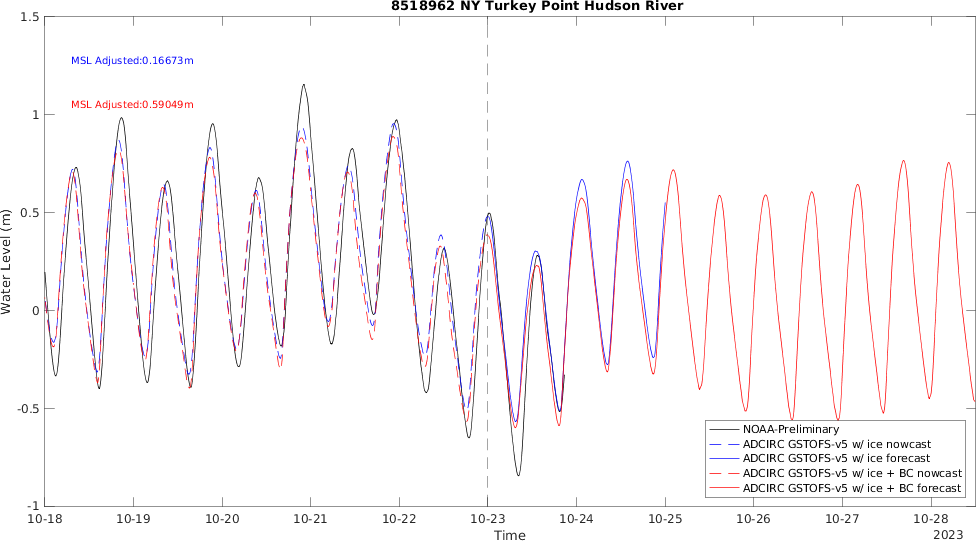 8518962 NY Turkey Point Hudson River
1.5
MSL Adjusted:0.16673m
MSL Adjusted:0.59049m
1
0.5
0
-0.5
-1
Water Level (m)
NOAA-Preliminary
ADCIRC GSTOFS-v5 w/ ice nowcast
ADCIRC GSTOFS-v5 w/ ice forecast
ADCIRC GSTOFS-v5 w/ ice + BC nowcast
ADCIRC GSTOFS-v5 w/ ice + BC forecast
10-18 10-19 10-20 10-21 10-22 10-23 10-24 10-25 10-26 10-27 10-28
Time
2023